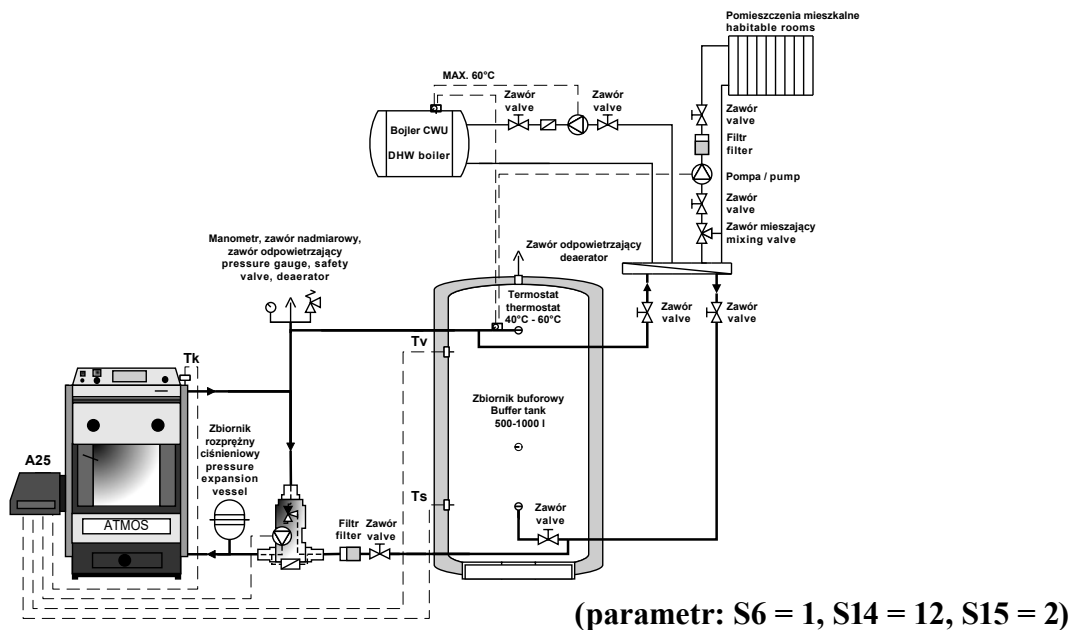 Pomieszczenia mieszkalne
habitable rooms
MAX. 60°C
Zawór
valve
Zawór
valve
Bojler CWU
DHW boiler
Zawór
valve
Filtr
filter
Pompa / pump
Zawór
valve
Zawór mieszający
mixing valve
Manometr, zawór nadmiarowy,
zawór odpowietrzający
pressure gauge, safety
valve, deaerator
Zawór odpowietrzający
deaerator
Termostat
thermostat
40°C - 60°C
Zawór
valve
Zawór
valve
Tv
Tk
Zbiornik buforowy
Buffer tank
500-1000 l
Zbiornik
rozprężny
ciśnieniowy
pressure
expansion
vessel
A25
Ts
ATMOS
Filtr
filter
Zawór
valve
Zawór
valve
(parametr: S6 = 1, S14 = 12, S15 = 2)